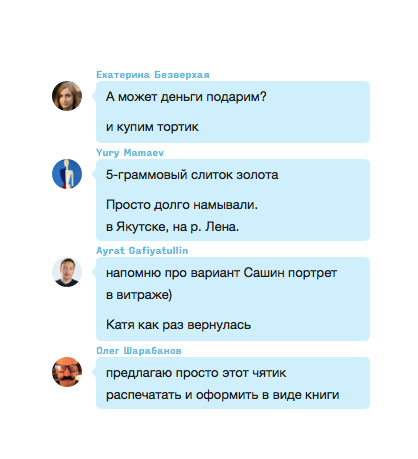 Екатерина Безверхая
А может деньги подарим?
и купим тортик
Yury Mamaev
5-граммовый слиток золота
Просто долго намывали.
в Якутске, на р. Лена.
Ayrat Gafiyatullin
напомню про вариант Сашин портрет
в витраже)
Катя как раз вернулась
Олег Шарабанов
предлагаю просто этот чятик
распечатать и оформить в виде книги